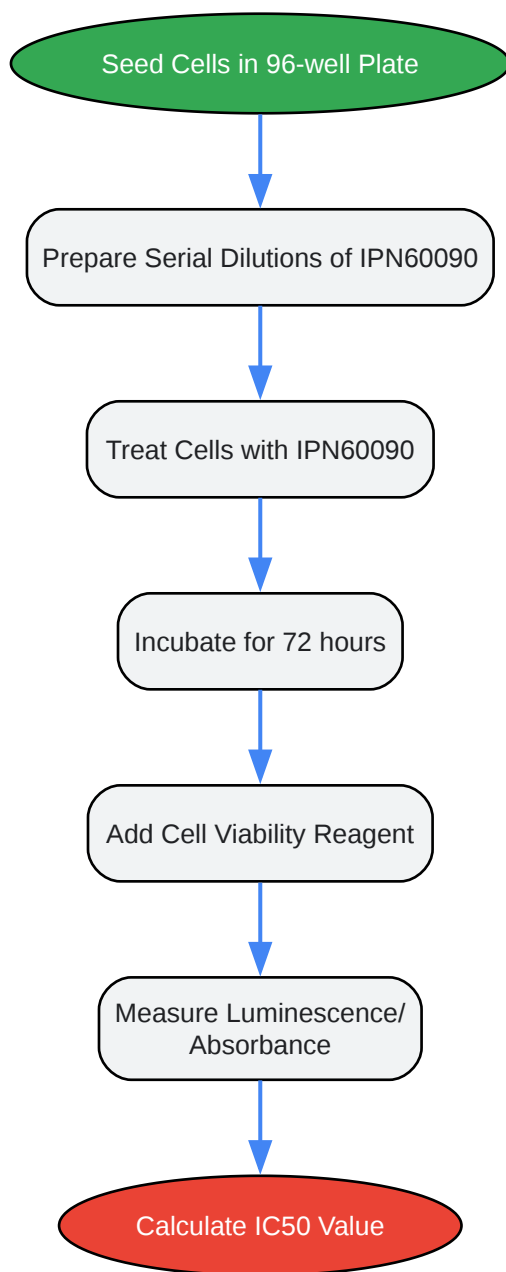 Seed Cells in 96-well Plate
Prepare Serial Dilutions of IPN60090
Treat Cells with IPN60090
Incubate for 72 hours
Add Cell Viability Reagent
Measure Luminescence/
Absorbance
Calculate IC50 Value